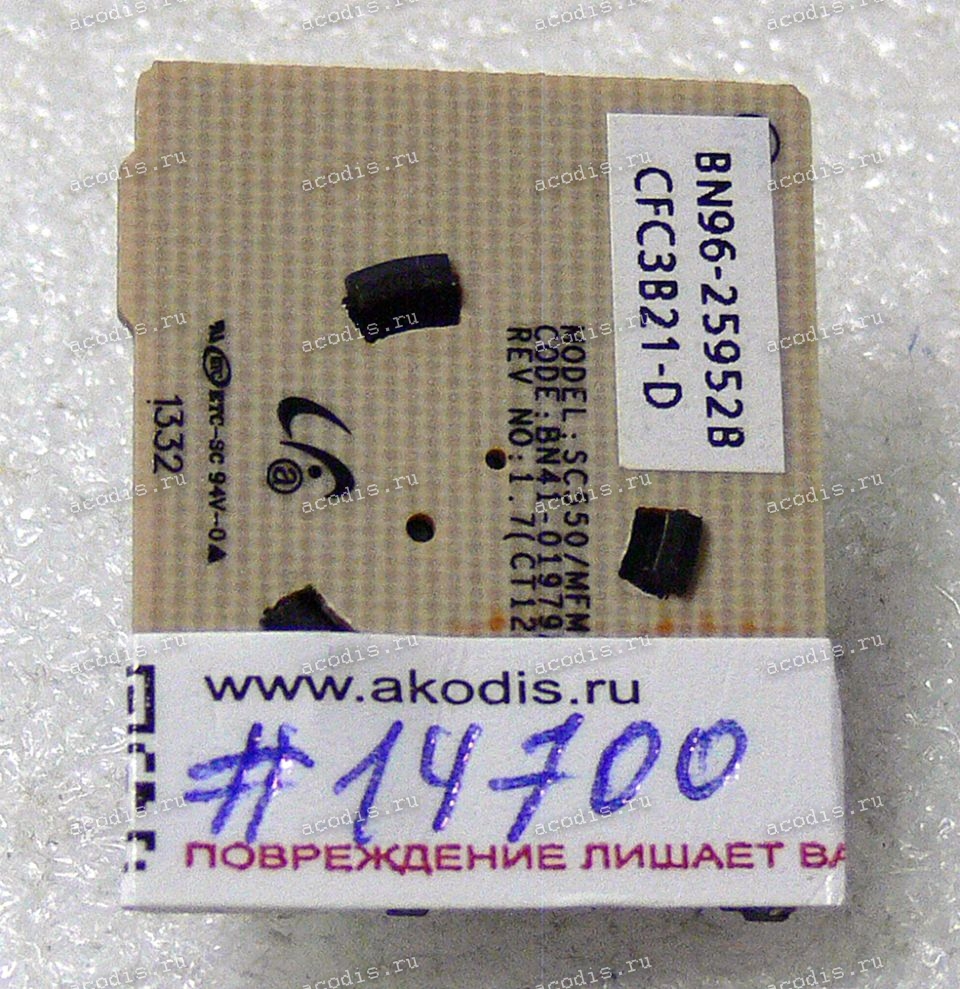 BN96-25952B
CFC3B21-D
MODEL:SC750/MFM
CODE:BN41-01979
REV NO:1.7(CT12
ETC-SC 94V-0
1332
www.akodis.ru
#14700
ПОВРЕЖДЕНИЕ ЛИШАЕТ ВА
acodis.ru